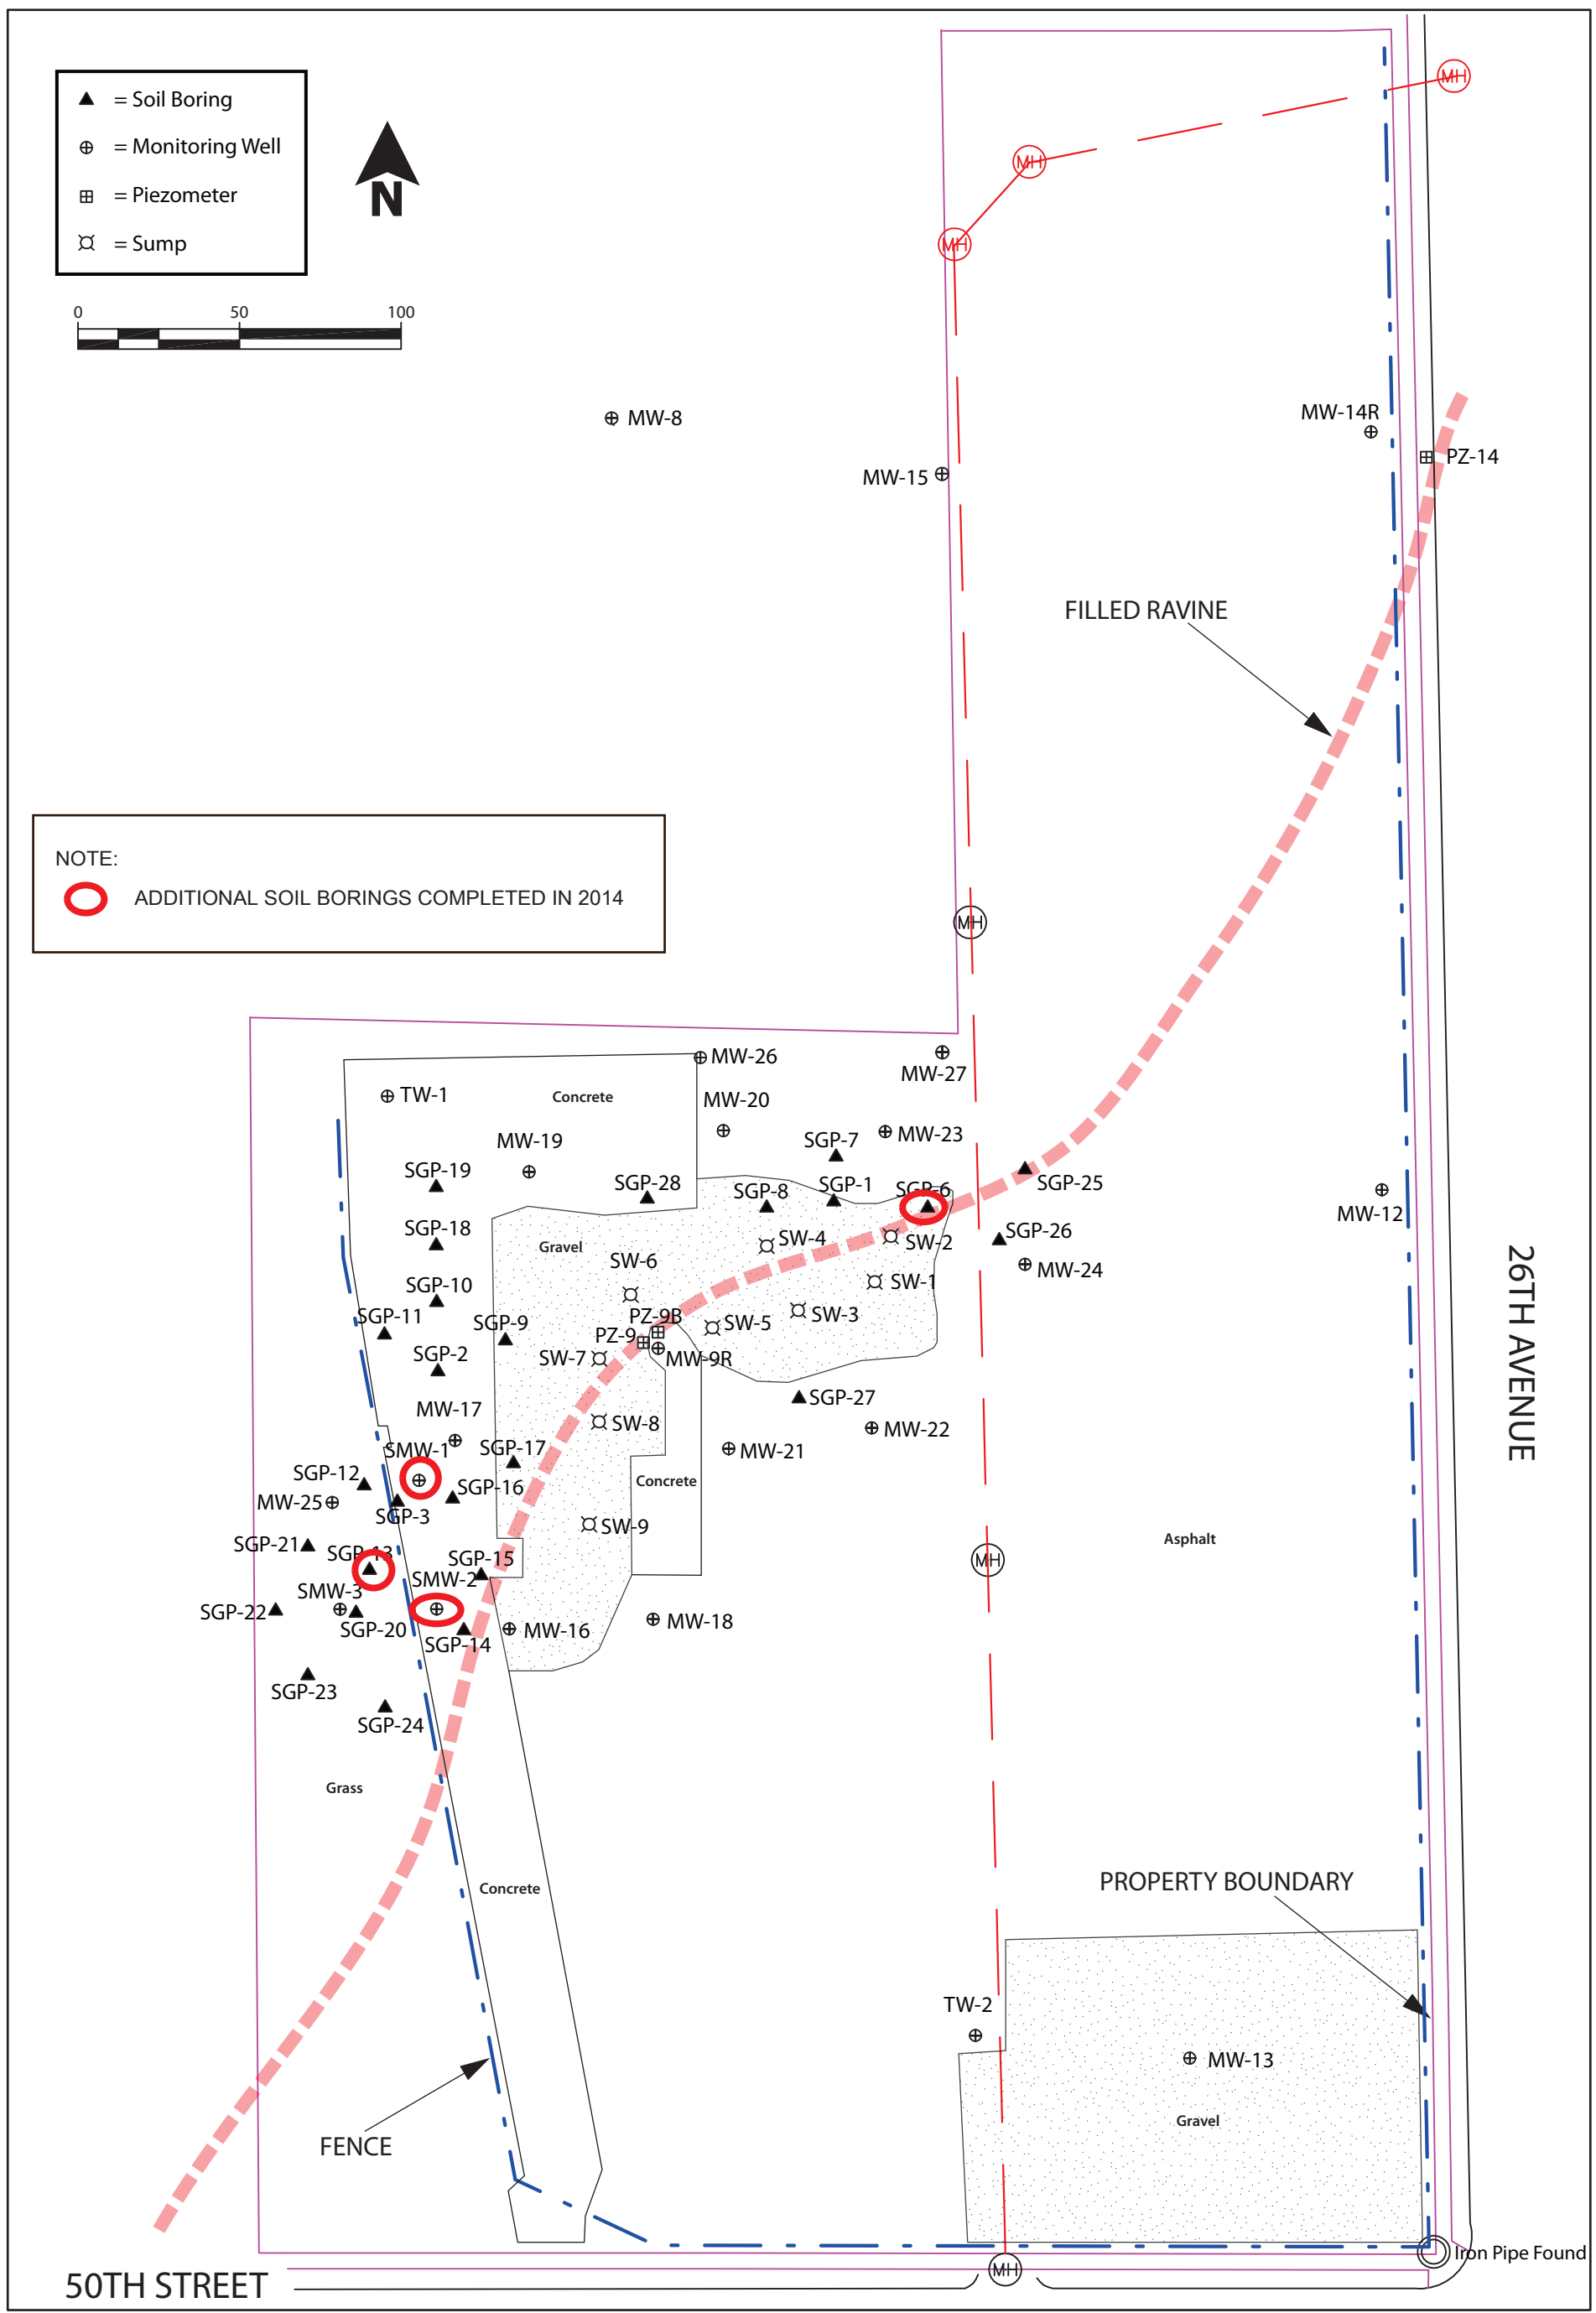 = Soil Boring
= Monitoring Well
= Piezometer
= Sump
N
0 50 100
MH
MH
MH
MW-8
MW-14R
MW-15
PZ-14
FILLED RAVINE
NOTE:
ADDITIONAL SOIL BORINGS COMPLETED IN 2014
MH
MW-26
MW-27
TW-1
Concrete
MW-20
MW-23
MW-19
SGP-7
SGP-19
SGP-28
SGP-8
SGP-1
SGP-6
SGP-25
MW-12
SGP-18
Gravel
SW-4
SW-2
SGP-26
SW-6
MW-24
SGP-10
SW-1
26TH AVENUE
SGP-11
SGP-9
PZ-9B
SW-5
SW-3
PZ-9
SGP-2
SW-7
MW-9R
SGP-27
MW-17
SW-8
MW-22
SMW-1
SGP-17
MW-21
SGP-12
SGP-16
Concrete
MW-25
SGP-3
SW-9
Asphalt
SGP-21
SGP-13
SGP-15
MH
SMW-2
SMW-3
SGP-22
SGP-20
SGP-14
MW-16
MW-18
SGP-23
SGP-24
Grass
Concrete
PROPERTY BOUNDARY
TW-2
MW-13
Gravel
FENCE
Iron Pipe Found
MH
50TH STREET